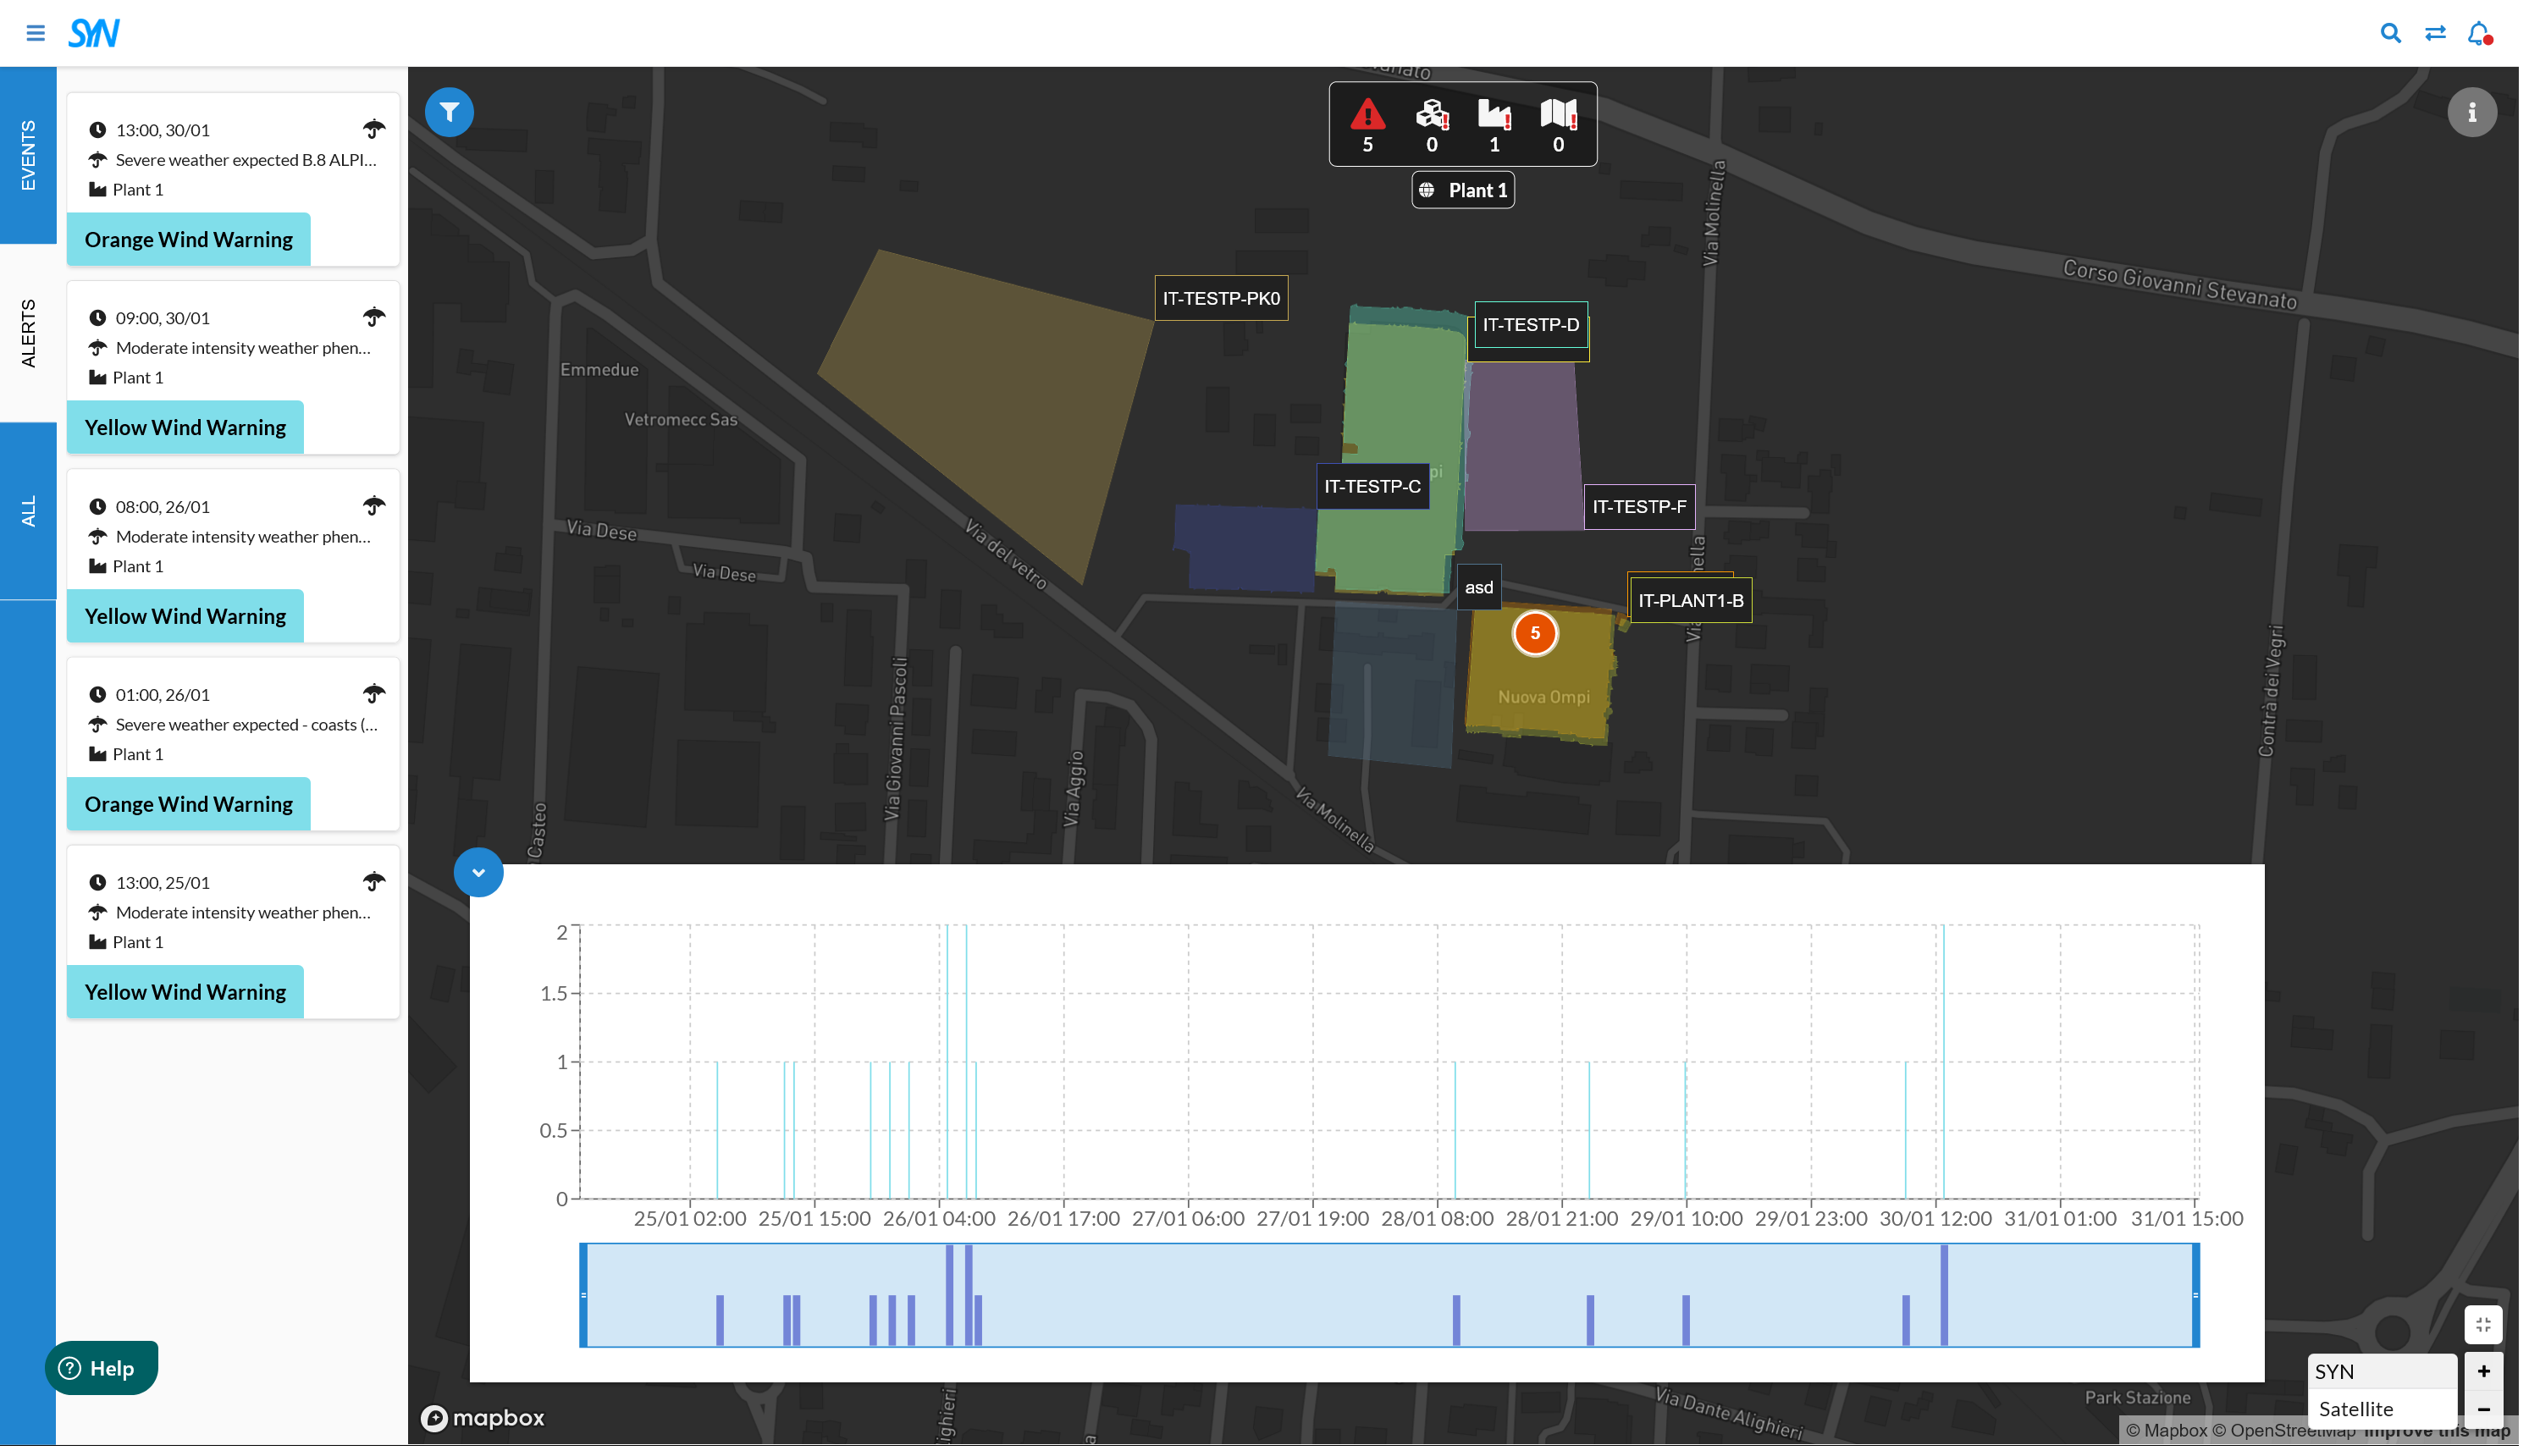 SYN
EVENTS
ALERTS
ALL
13:00, 30/01
Severe weather expected B.8 ALPI...
Plant 1
Orange Wind Warning
09:00, 30/01
Moderate intensity weather phen...
Plant 1
Yellow Wind Warning
08:00, 26/01
Moderate intensity weather phen...
Plant 1
Yellow Wind Warning
01:00, 26/01
Severe weather expected - coasts (...
Plant 1
Orange Wind Warning
13:00, 25/01
Moderate intensity weather phen...
Plant 1
Yellow Wind Warning
Help
5 0 1 0
Plant 1
Via Molinella
Corso Giovanni Stevanato
IT-TESTP-PK0
IT-TESTP-D
Emmedue
Vetromecc Sas
IT-TESTP-C
IT-TESTP-F
Via Dese
Via Dese
Via del vetro
asd
IT-PLANT1-B
5
Nuova Ompi
Via Giovanni Pascoli
Via Aggio
Via Molinella
Contrà dei Vegri
Casteo
2
1.5
1
0.5
0
25/01 02:00 25/01 15:00 26/01 04:00 26/01 17:00 27/01 06:00 27/01 19:00 28/01 08:00 28/01 21:00 29/01 10:00 29/01 23:00 30/01 12:00 31/01 01:00 31/01 15:00
mapbox
Via Dante Alighieri
Park Stazione
SYN
Satellite
+
−
© Mapbox © OpenStreetMap Improve this map